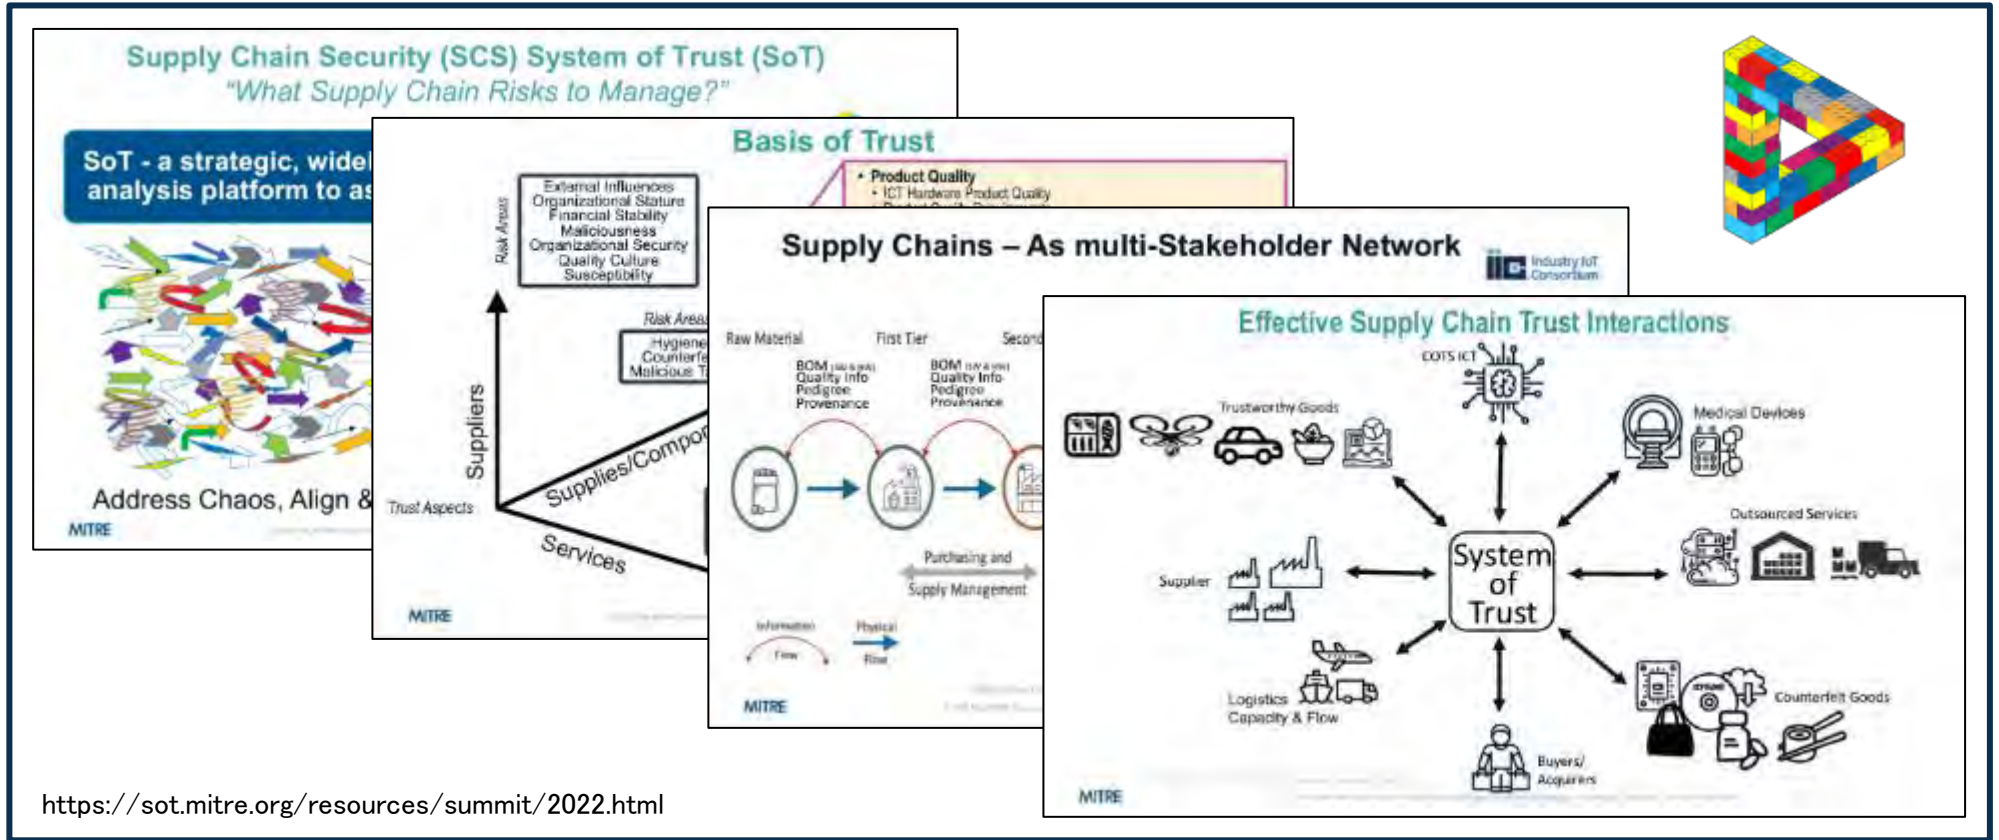 Supply Chain Security (SCS) System of Trust (SoT)
“What Supply Chain Risks to Manage?”
SoT - a strategic,
analysis platform to
Address Chaos, Align &
MITRE
Basis of Trust
• Product Quality
• ICT Hardware Product Quality
Risk Areas
External Influences
Organizational Stature
Financial Stability
Maliciousness
Organizational Security
Quality Culture
Susceptibility
Risk Areas
Hygiene
Malicious
Suppliers
Supplies/
Trust Aspects
Services
MITRE
Supply Chains – As multi-Stakeholder Network
Industry IoT
Consortium
Raw Material
First Tier
Second
BOM
Quality Info
Pedigree
Provenance
BOM
Quality Info
Pedigree
Provenance
Purchasing and
Supply Management
Information
Flow
Physical
Flow
MITRE
Effective Supply Chain Trust Interactions
COTS ICT
Trustworthy Goods
Medical Devices
Outsourced Services
System
of
Trust
Supplier
Logistics
Capacity & Flow
Counterfeit Goods
Buyers/
Acquirers
MITRE
https://sot.mitre.org/resources/summit/2022.html